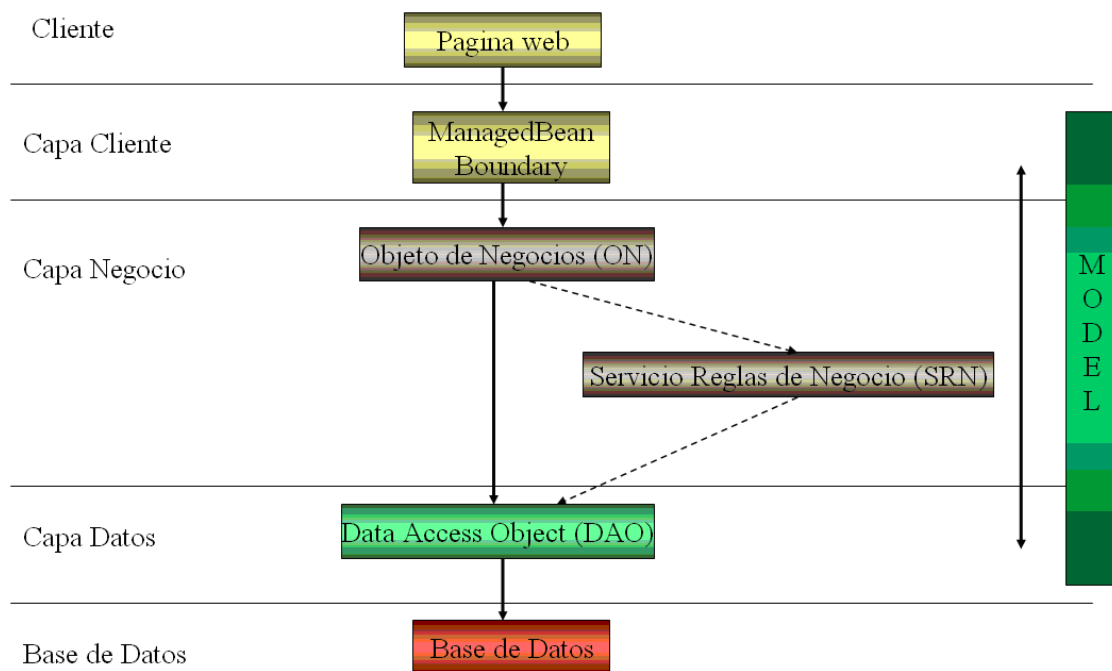 Cliente
Pagina web
Capa Cliente
ManagedBean
Boundary
Capa Negocio
Objeto de Negocios (ON)
Servicio Reglas de Negocio (SRN)
Capa Datos
Data Access Object (DAO)
Base de Datos
Base de Datos
M
O
D
E
L